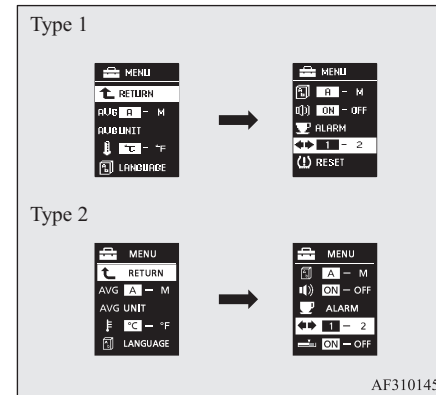 Type 1
MENU
RETURN
AVG A - M
AVG UNIT
°C - °F
LANGUAGE
MENU
A - M
ON - OFF
ALARM
1 - 2
RESET
Type 2
MENU
RETURN
AVG A — M
AVG UNIT
°C — °F
LANGUAGE
MENU
A — M
ON — OFF
ALARM
1 — 2
ON — OFF
AF310145